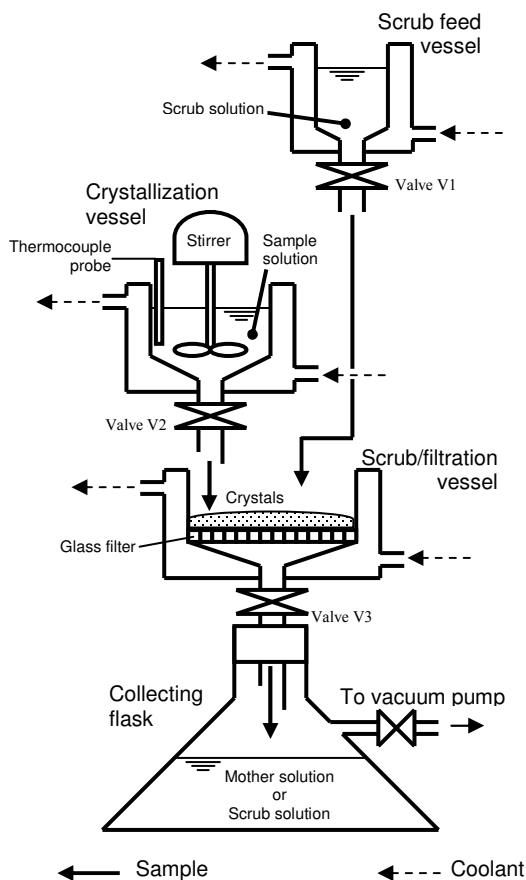 Scrub feed
vessel
Scrub solution
Valve V1
Crystallization
vessel
Stirrer
Sample
solution
Thermocouple
probe
Valve V2
Scrub/filtration
vessel
Crystals
Glass filter
Valve V3
Collecting
flask
To vacuum pump
Mother solution
or
Scrub solution
Sample
Coolant